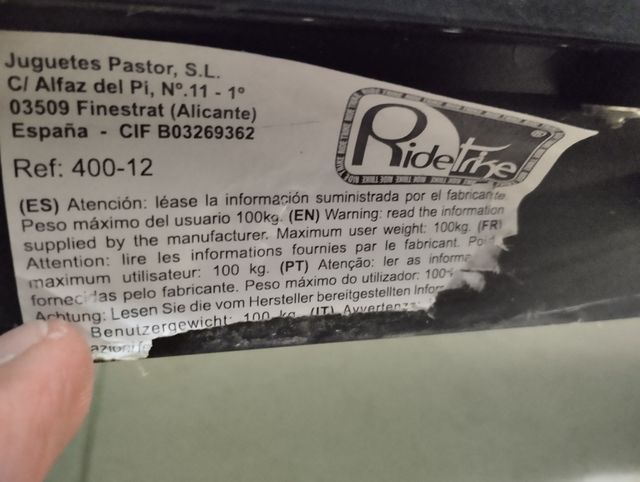 Juguetes Pastor, S.L.
C/ Alfaz del Pi, Nº.11 - 1º
03509 Finestrat (Alicante)
España - CIF B03269362
RideTrike ®
Ref: 400-12
(ES) Atención: léase la información suministrada por el fabricante
Peso máximo del usuario 100kg. (EN) Warning: read the information
supplied by the manufacturer. Maximum user weight: 100kg. (FR)
Attention: lire les informations fournies par le fabricant.
maximum utilisateur: 100 kg. (PT) Atenção: ler as
fornecidas pelo fabricante. Peso máximo do utilizador: 100
Achtung: Lesen Sie die vom Hersteller bereitgestellten
Benutzergewicht: 100 kg (IT)